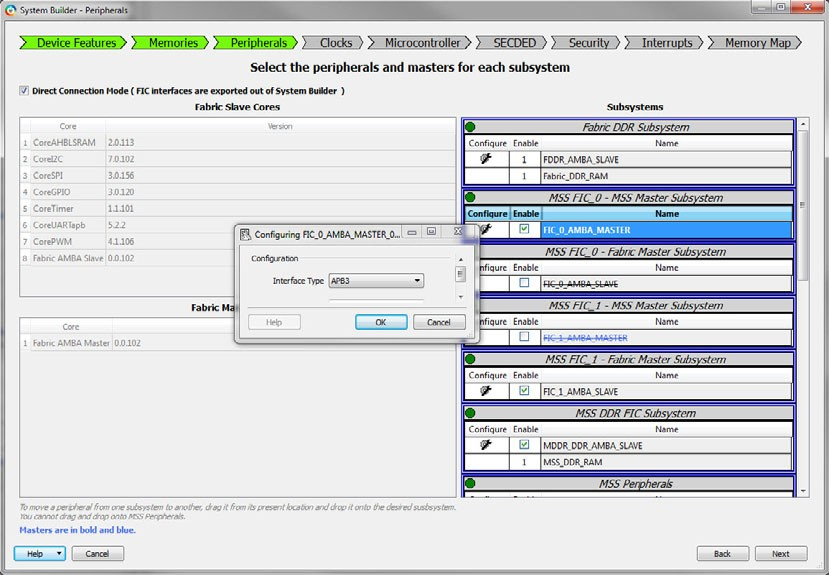 System Builder - Peripherals
Device Features Memories Peripherals Clocks Microcontroller SECDED Security Interrupts Memory Map
Select the peripherals and masters for each subsystem
Direct Connection Mode ( FIC interfaces are exported out of System Builder )
Fabric Slave Cores
Core Version
1 CoreAHBLSRAM 2.0.113
2 CoreI2C 7.0.102
3 CoreSPI 3.0.156
4 CoreGPIO 3.0.120
5 CoreTimer 1.1.101
6 CoreUARTapb 5.2.2
7 CorePWM 4.1.106
8 Fabric AMBA Slave 0.0.102
Fabric Ma
Core
1 Fabric AMBA Master 0.0.102
Configuring FIC_0_AMBA_MASTER_0...
Configuration
Interface Type APB3
Help OK Cancel
Subsystems
Fabric DDR Subsystem
Configure Enable Name
1 FDDR_AMBA_SLAVE
1 Fabric_DDR_RAM
MSS FIC_0 - MSS Master Subsystem
Configure Enable Name
FIC_0_AMBA_MASTER
MSS FIC_0 - Fabric Master Subsystem
nfigure Enable Name
FIC_0_AMBA_SLAVE
MSS FIC_1 - MSS Master Subsystem
nfigure Enable Name
FIC_1_AMBA_MASTER
MSS FIC_1 - Fabric Master Subsystem
Configure Enable Name
FIC_1_AMBA_SLAVE
MSS DDR FIC Subsystem
Configure Enable Name
MDDR_DDR_AMBA_SLAVE
1 MSS_DDR_RAM
MSS Peripherals
To move a peripheral from one subsystem to another, drag it from its present location and drop it onto the desired subsystem.
You cannot drag and drop onto MSS Peripherals.
Masters are in bold and blue.
Help Cancel Back Next